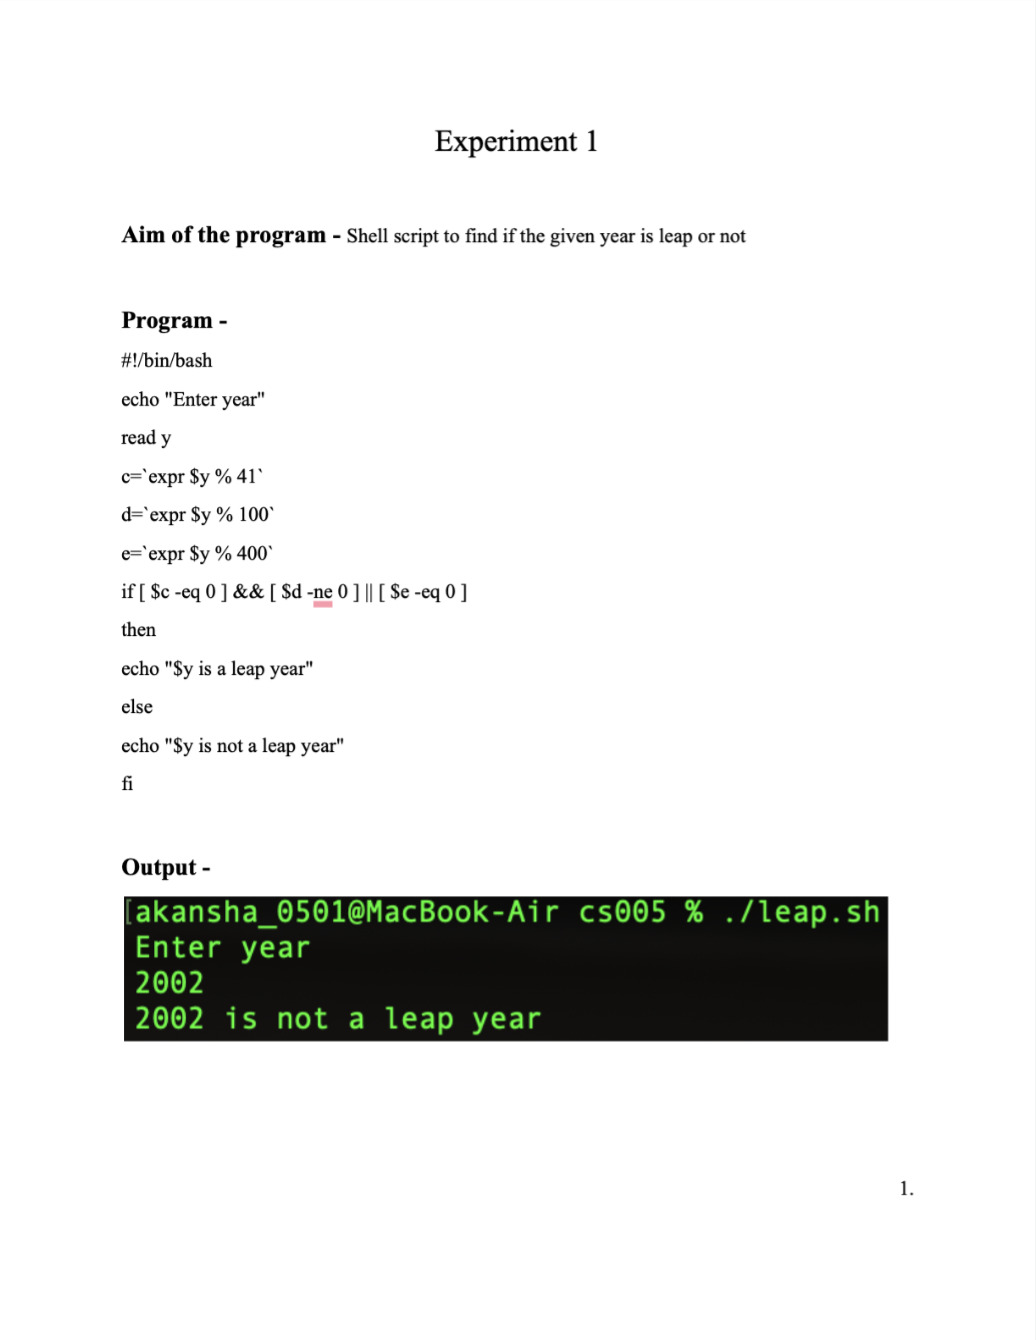 Experiment 1
Aim of the program - Shell script to find if the given year is leap or not
Program -
#!/bin/bash
echo "Enter year"
read y
c=`expr $y % 41`
d=`expr $y % 100`
e=`expr $y % 400`
if [ $c -eq 0 ] && [ $d -ne 0 ] || [ $e -eq 0 ]
then
echo "$y is a leap year"
else
echo "$y is not a leap year"
fi
Output -
[akansha_0501@MacBook-Air cs005 % ./leap.sh
Enter year
2002
2002 is not a leap year
1.